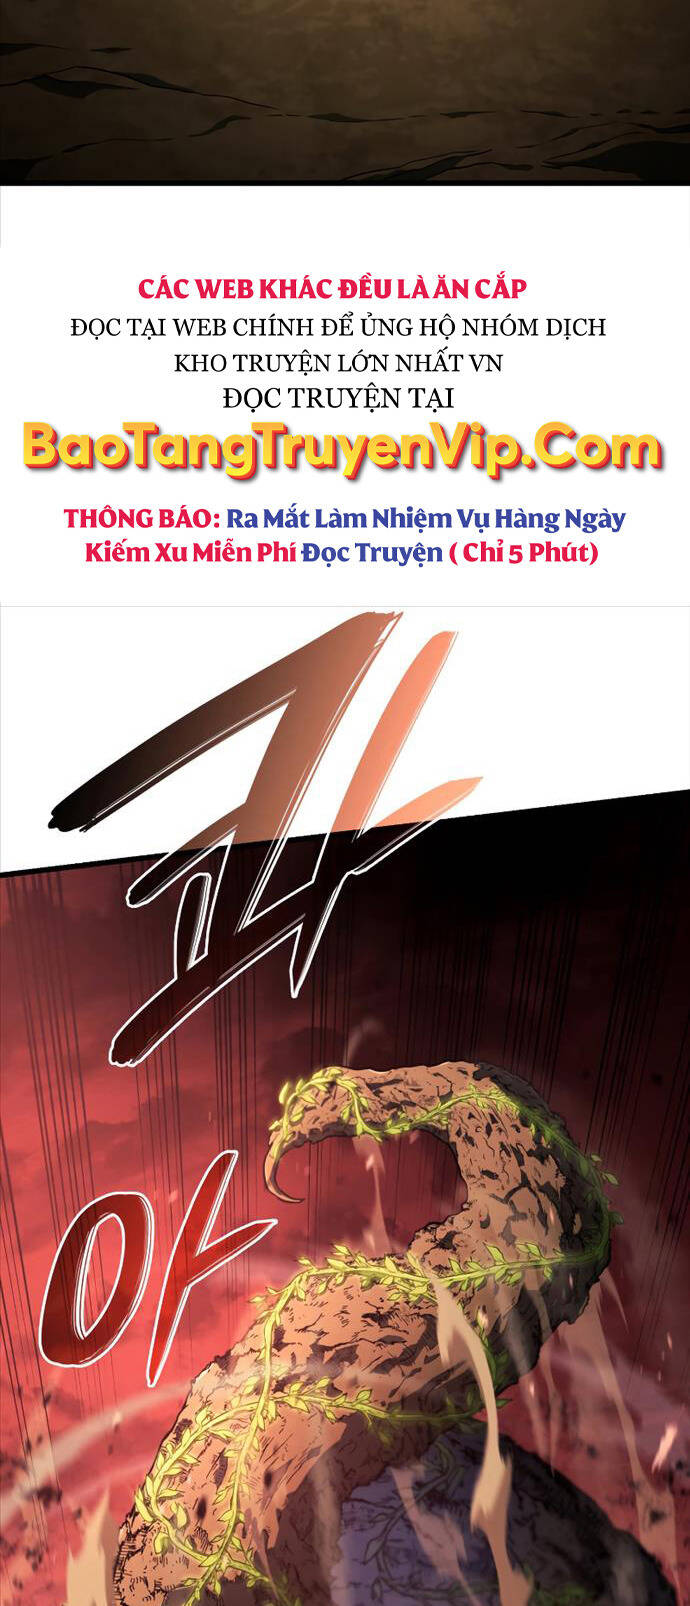 CÁC WEB KHÁC ĐỀU LÀ ĂN CẮP
ĐỌC TẠI WEB CHÍNH ĐỂ ỦNG HỘ NHÓM DỊCH
KHO TRUYỆN LỚN NHẤT VN
ĐỌC TRUYỆN TẠI
BaoTangTruyenVip.Com
THÔNG BÁO: Ra Mắt Làm Nhiệm Vụ Hàng Ngày
Kiếm Xu Miễn Phí Đọc Truyện ( Chỉ 5 Phút)
콰
아